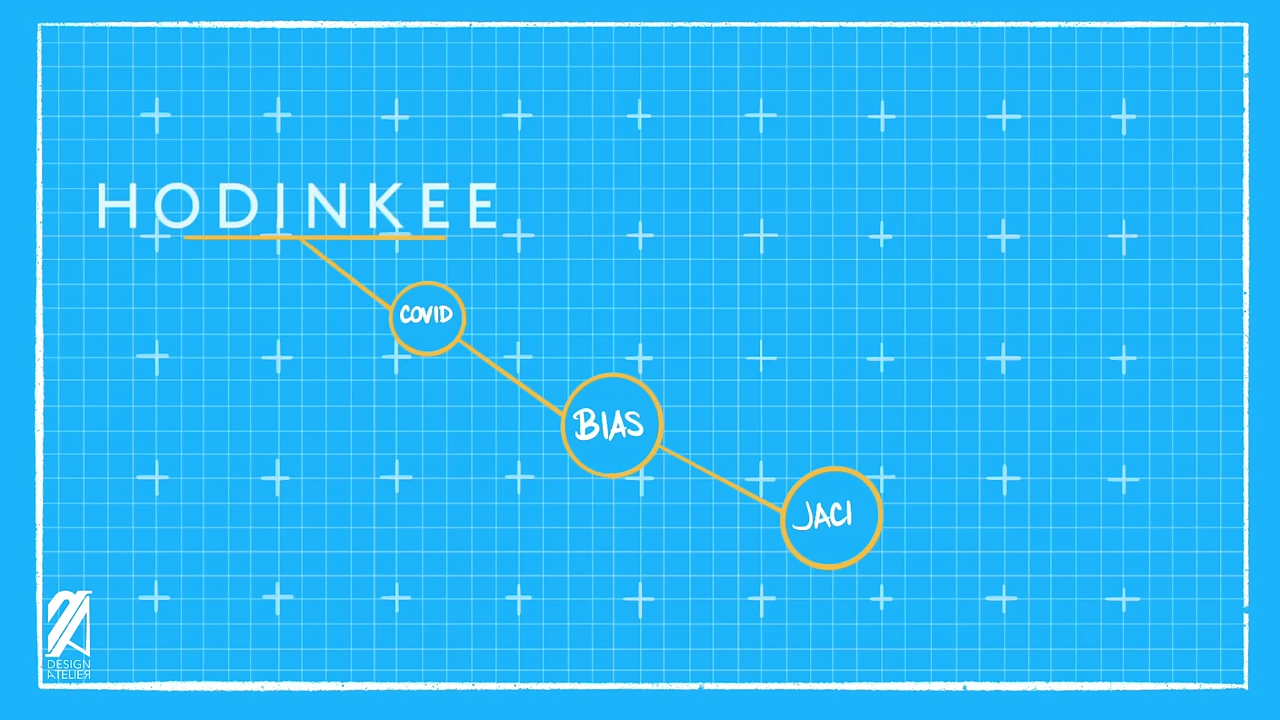 HODINKEE
COVID
BIAS
JACI
DESIGN
ATELIER